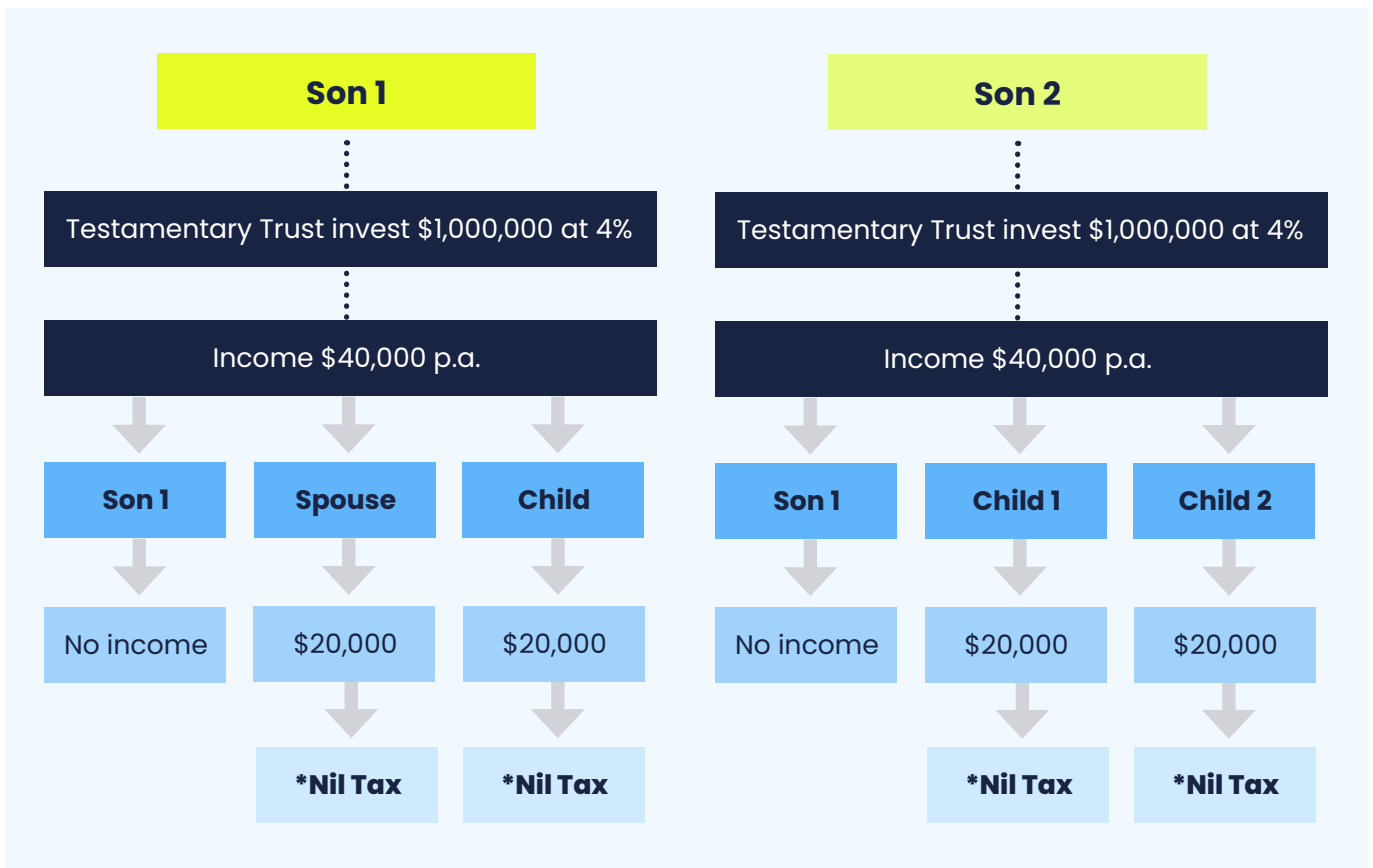 Son 1
Testamentary Trust invest $1,000,000 at 4%
Income $40,000 p.a.
Son 1
Spouse
Child
No income
$20,000
$20,000
*Nil Tax
*Nil Tax
Son 2
Testamentary Trust invest $1,000,000 at 4%
Income $40,000 p.a.
Son 1
Child 1
Child 2
No income
$20,000
$20,000
*Nil Tax
*Nil Tax